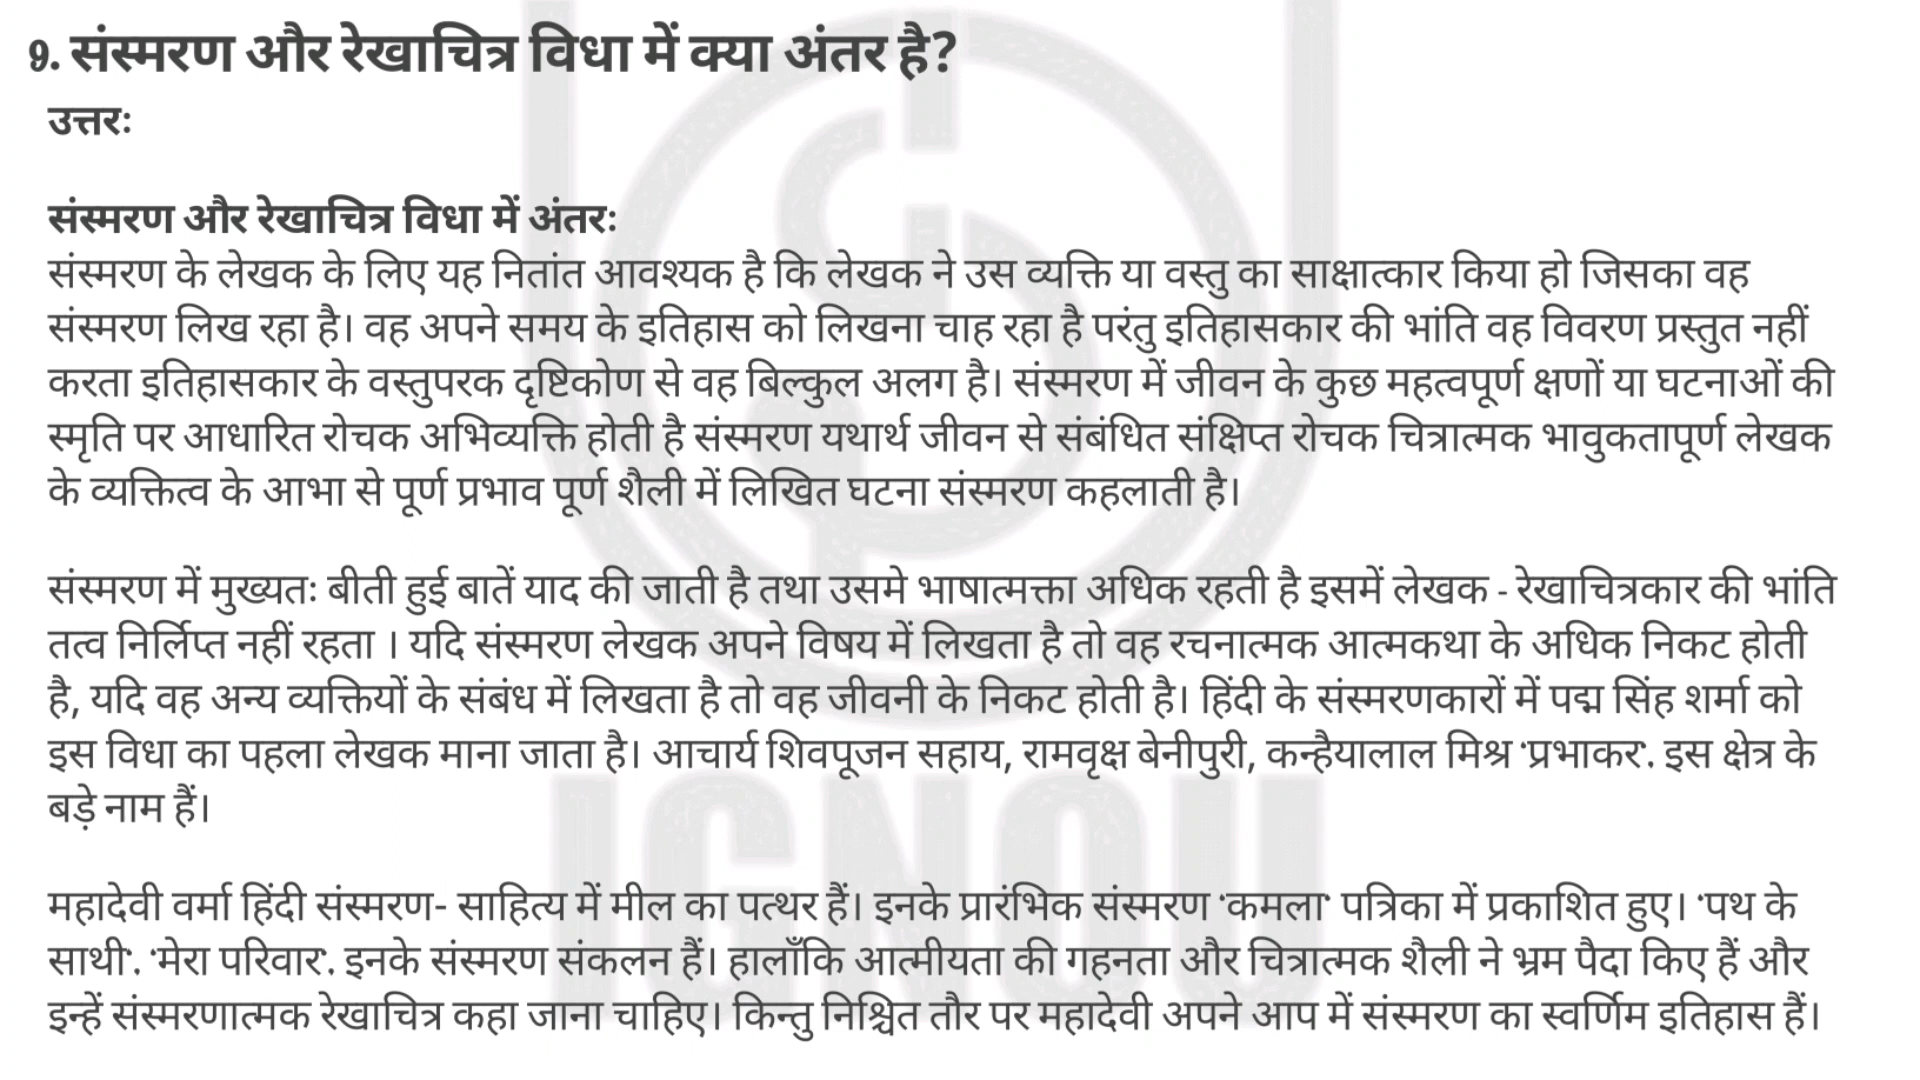 9. संस्मरण और रेखाचित्र विधा में क्या अंतर है?
उत्तरः
संस्मरण और रेखाचित्र विधा में अंतरः
संस्मरण के लेखक के लिए यह नितांत आवश्यक है कि लेखक ने उस व्यक्ति या वस्तु का साक्षात्कार किया हो जिसका वह
संस्मरण लिख रहा है। वह अपने समय के इतिहास को लिखना चाह रहा है परंतु इतिहासकार की भांति वह विवरण प्रस्तुत नहीं
करता इतिहासकार के वस्तुपरक दृष्टिकोण से वह बिल्कुल अलग है। संस्मरण में जीवन के कुछ महत्वपूर्ण क्षणों या घटनाओं की
स्मृति पर आधारित रोचक अभिव्यक्ति होती है संस्मरण यथार्थ जीवन से संबंधित संक्षिप्त रोचक चित्रात्मक भावुकतापूर्ण लेखक
के व्यक्तित्व के आभा से पूर्ण प्रभाव पूर्ण शैली में लिखित घटना संस्मरण कहलाती है।
संस्मरण में मुख्यतः बीती हुई बातें याद की जाती है तथा उसमे भाषात्मक्ता अधिक रहती है इसमें लेखक - रेखाचित्रकार की भांति
तत्व निर्लिप्त नहीं रहता । यदि संस्मरण लेखक अपने विषय में लिखता है तो वह रचनात्मक आत्मकथा के अधिक निकट होती
है, यदि वह अन्य व्यक्तियों के संबंध में लिखता है तो वह जीवनी के निकट होती है। हिंदी के संस्मरणकारों में पद्म सिंह शर्मा को
इस विधा का पहला लेखक माना जाता है। आचार्य शिवपूजन सहाय, रामवृक्ष बेनीपुरी, कन्हैयालाल मिश्र 'प्रभाकर'. इस क्षेत्र के
बड़े नाम हैं।
महादेवी वर्मा हिंदी संस्मरण- साहित्य में मील का पत्थर हैं। इनके प्रारंभिक संस्मरण 'कमला' पत्रिका में प्रकाशित हुए। 'पथ के
साथी'. 'मेरा परिवार'. इनके संस्मरण संकलन हैं। हालाँकि आत्मीयता की गहनता और चित्रात्मक शैली ने भ्रम पैदा किए हैं और
इन्हें संस्मरणात्मक रेखाचित्र कहा जाना चाहिए। किन्तु निश्चित तौर पर महादेवी अपने आप में संस्मरण का स्वर्णिम इतिहास हैं।
IGNOU